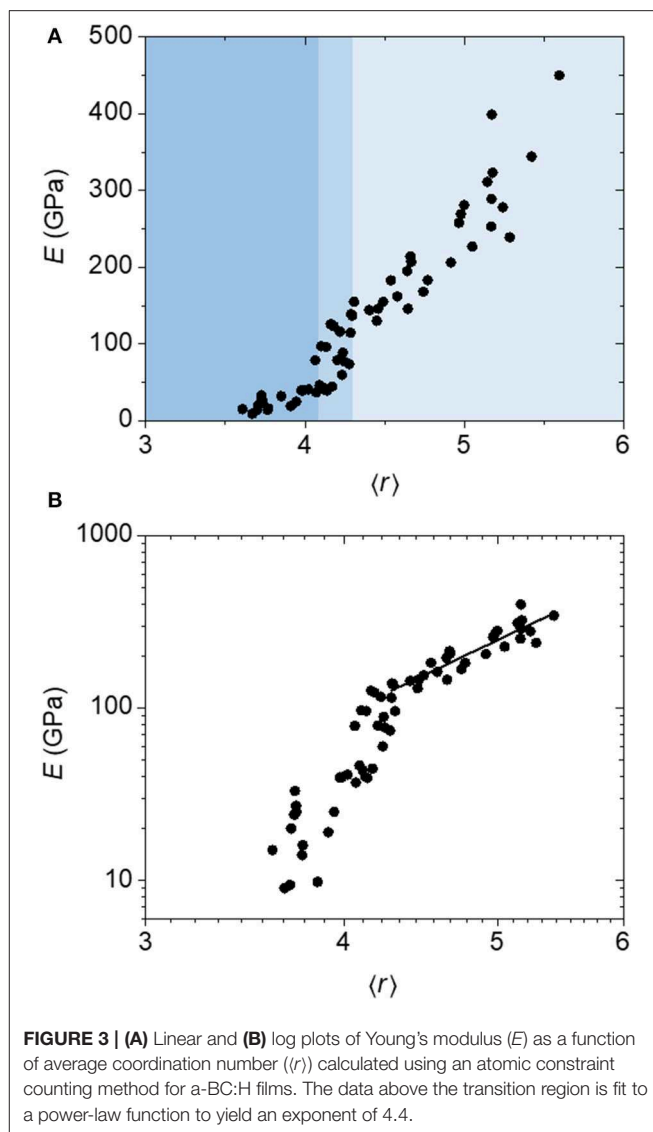 A
500
400
300
200
100
0
E (GPa)
3 4 5 6
⟨r⟩
B
1000
100
10
E (GPa)
3 4 5 6
⟨r⟩
FIGURE 3 | (A) Linear and (B) log plots of Young's modulus (E) as a function
of average coordination number (⟨r⟩) calculated using an atomic constraint
counting method for a-BC:H films. The data above the transition region is fit to
a power-law function to yield an exponent of 4.4.